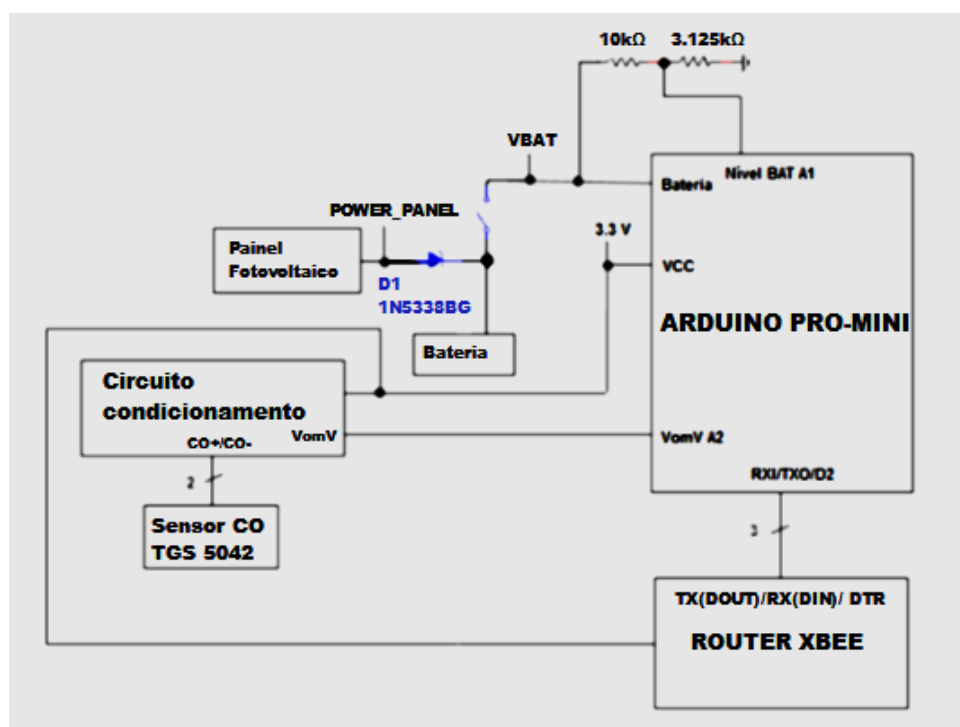 10kΩ 3.125kΩ
VBAT
Nível BAT A1
Bateria
POWER_PANEL
3.3 V
Painel
Fotovoltaico
VCC
D1
1N5338BG
ARDUINO PRO-MINI
Bateria
Circuito
condicionamento
VomV
CO+/CO-
VomV A2
2
RXI/TXO/D2
Sensor CO
TGS 5042
3
TX(DOUT)/RX(DIN)/ DTR
ROUTER XBEE